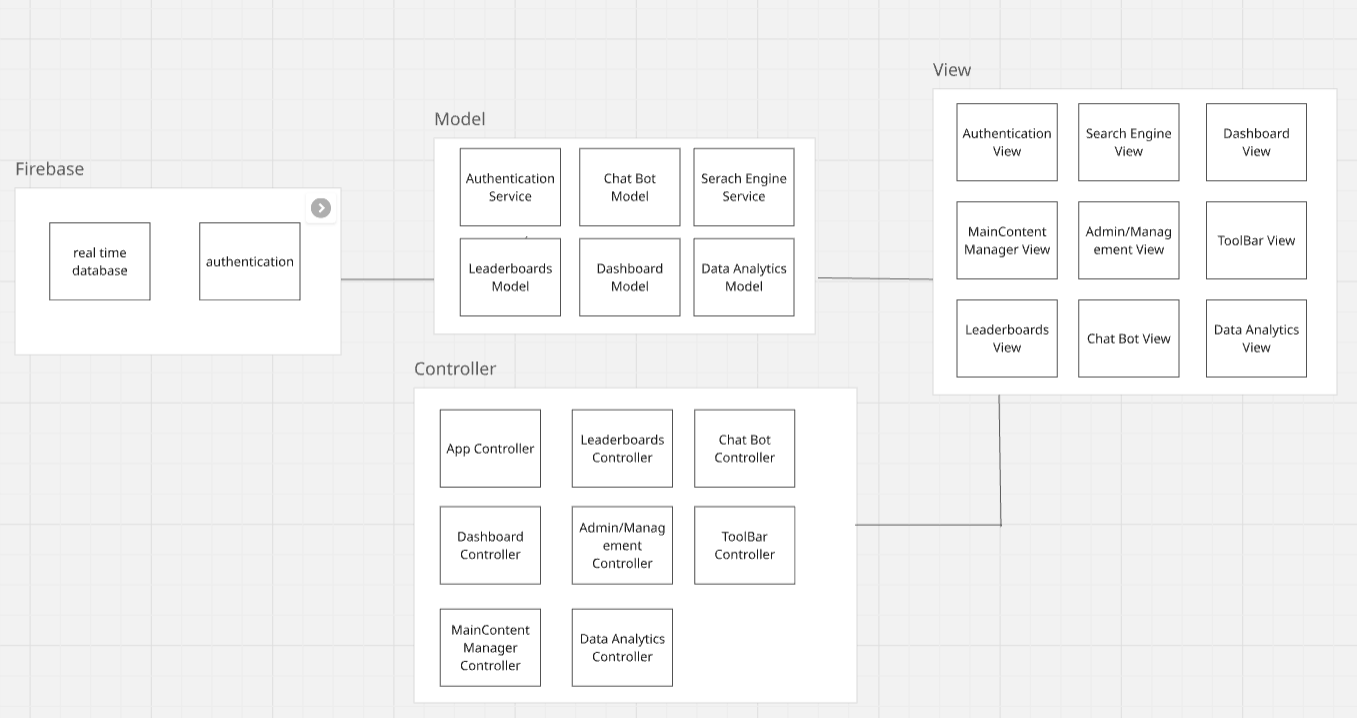 Firebase
real time
database
authentication
Model
Authentication
Service
Chat Bot
Model
Serach Engine
Service
Leaderboards
Model
Dashboard
Model
Data Analytics
Model
View
Authentication
View
Search Engine
View
Dashboard
View
MainContent
Manager View
Admin/Manag
ement View
ToolBar View
Leaderboards
View
Chat Bot View
Data Analytics
View
Controller
App Controller
Leaderboards
Controller
Chat Bot
Controller
Dashboard
Controller
Admin/Manag
ement
Controller
ToolBar
Controller
MainContent
Manager
Controller
Data Analytics
Controller